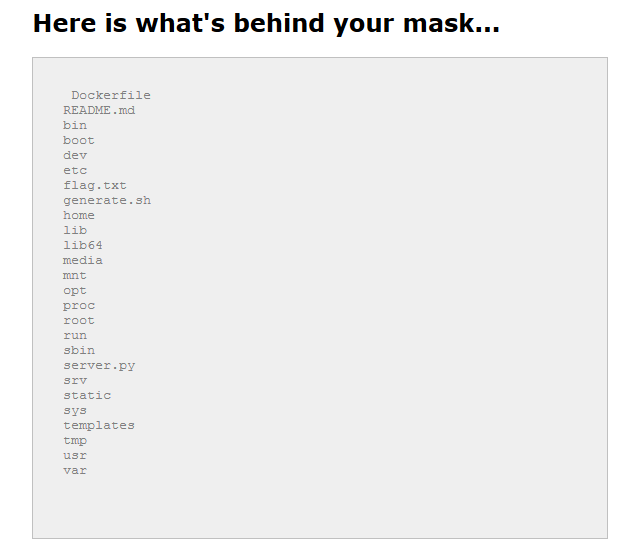 Here is what's behind your mask...
Dockerfile
README.md
bin
boot
dev
etc
flag.txt
generate.sh
home
lib
lib64
media
mnt
opt
proc
root
run
sbin
server.py
srv
static
sys
templates
tmp
usr
var